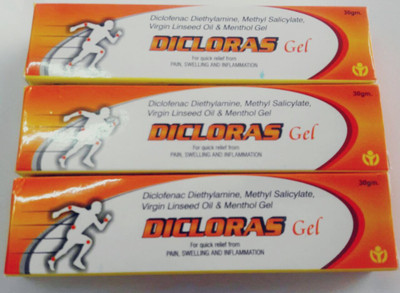 Diclofenac Diethylamine, Methyl Salicylate,
30gm.
Virgin Linseed Oil & Menthol Gel
DICLORAS Gel
For quick relief from
PAIN, SWELLING AND INFLAMMATION
Diclofenac Diethylamine, Methyl Salicylate,
30gm.
Virgin Linseed Oil & Menthol Gel
DICLORAS Gel
For quick relief from
PAIN, SWELLING AND INFLAMMATION
Diclofenac Diethylamine, Methyl Salicylate,
30gm.
Virgin Linseed Oil & Menthol Gel
DICLORAS Gel
For quick relief from
PAIN, SWELLING AND INFLAMMATION